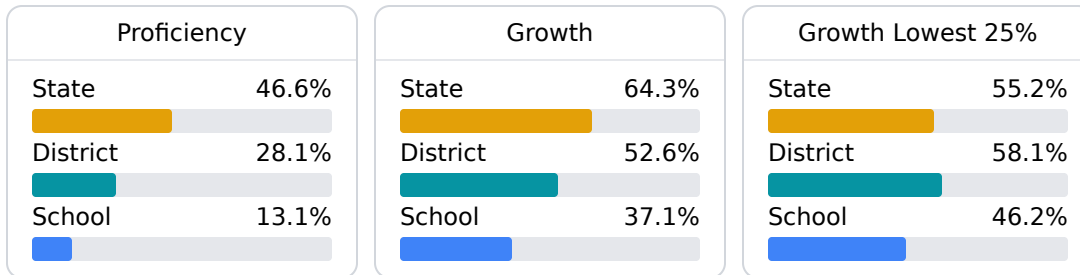 Proficiency
State 46.6%
District 28.1%
School 13.1%
Growth
State 64.3%
District 52.6%
School 37.1%
Growth Lowest 25%
State 55.2%
District 58.1%
School 46.2%